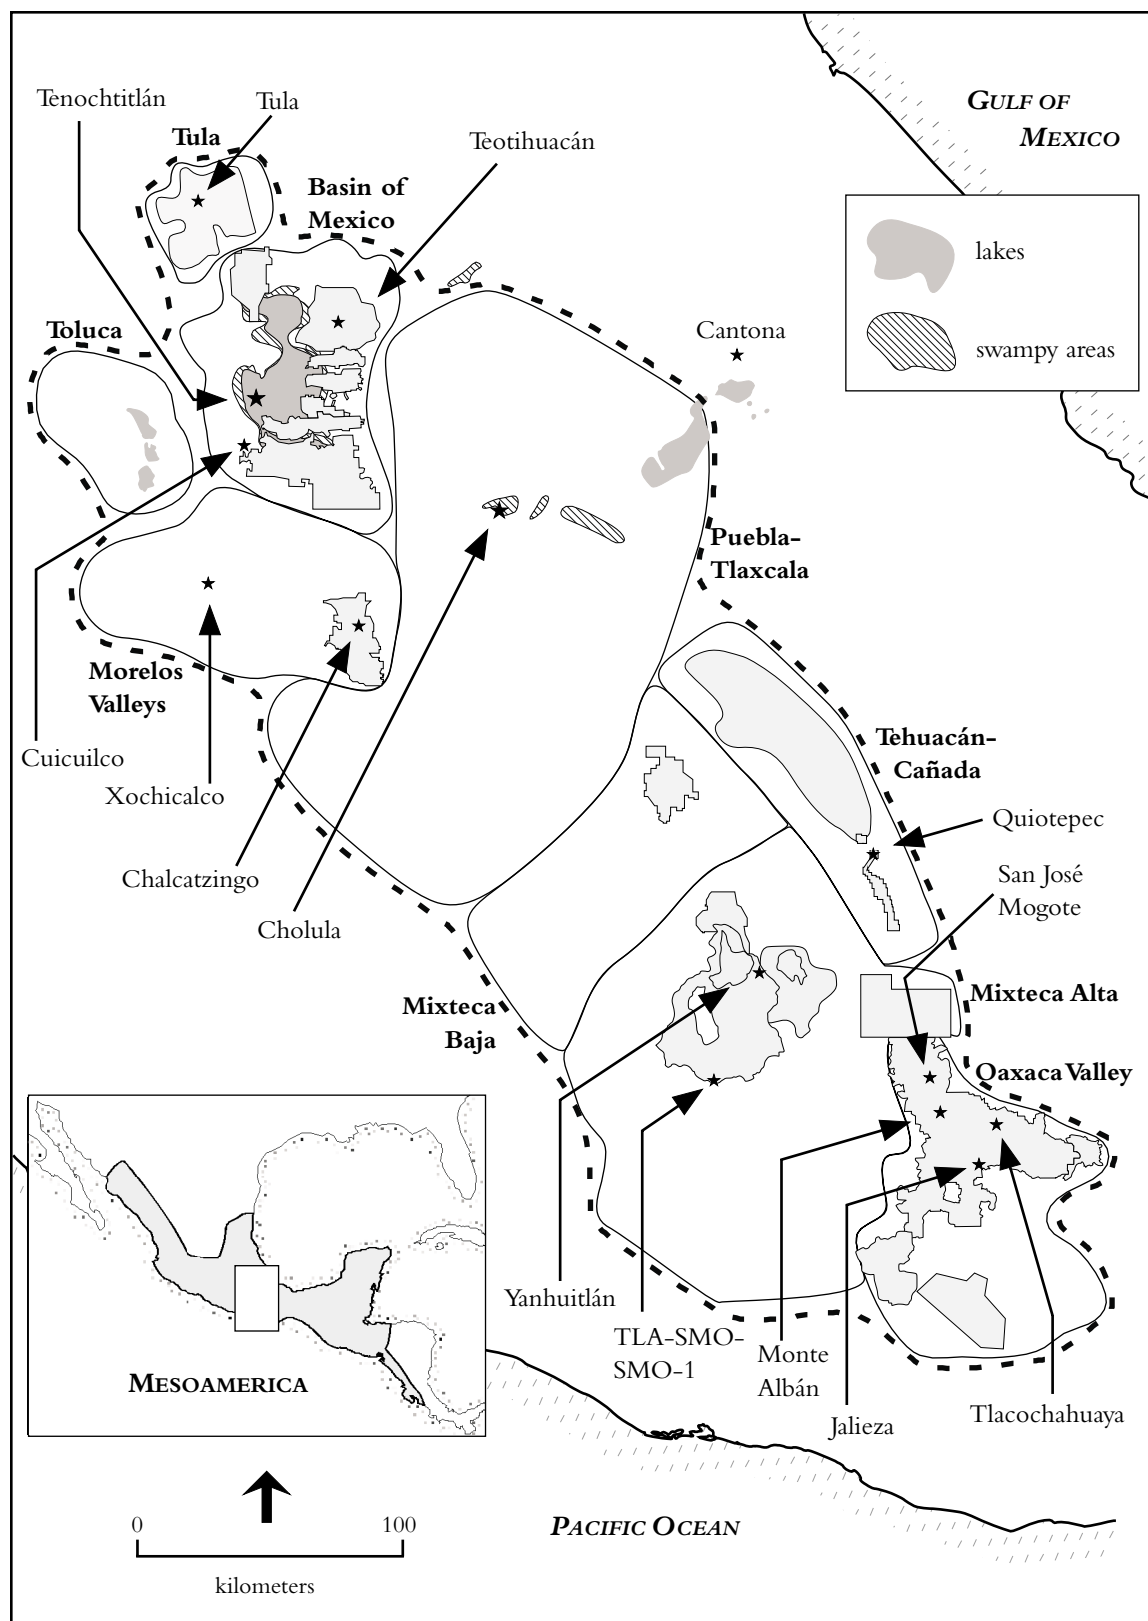 Tenochtitlán
Tula
Tula
Teotihuacán
Basin of
Mexico
GULF OF
MEXICO
lakes
swampy areas
Toluca
Cantona
Puebla-
Tlaxcala
Morelos
Valleys
Cuicuilco
Xochicalco
Chalcatzingo
Cholula
Tehuacán-
Cañada
Quiotepec
San José
Mogote
Mixteca
Baja
Mixteca Alta
Oaxaca Valley
Yanhuitlán
TLA-SMO-
SMO-1
Monte
Albán
Jalieza
Tlacochahuaya
MESOAMERICA
0
100
kilometers
PACIFIC OCEAN